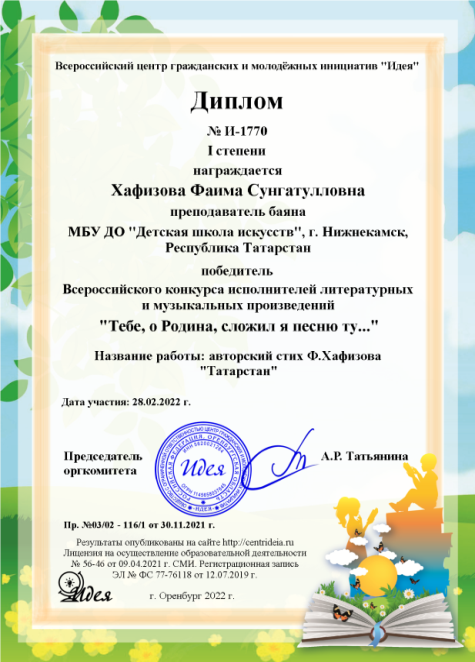 Всероссийский центр гражданских и молодёжных инициатив "Идея"
Диплом
№ И-1770
I степени
награждается
Хафизова Фаима Сунгатулловна
преподаватель баяна
МБУ ДО "Детская школа искусств", г. Нижнекамск,
Республика Татарстан
победитель
Всероссийского конкурса исполнителей литературных
и музыкальных произведений
"Тебе, о Родина, сложил я песню ту..."
Название работы: авторский стих Ф.Хафизова
"Татарстан"
Дата участия: 28.02.2022 г.
Председатель
оргкомитета
Идея
А.Р. Татьянина
Пр. №03/02 - 116/1 от 30.11.2021 г.
Результаты опубликованы на сайте http://centrideia.ru
Лицензия на осуществление образовательной деятельности
№ 56-46 от 09.04.2021 г. СМИ. Регистрационная запись
ЭЛ № ФС 77-76118 от 12.07.2019 г.
Идея
г. Оренбург 2022 г.